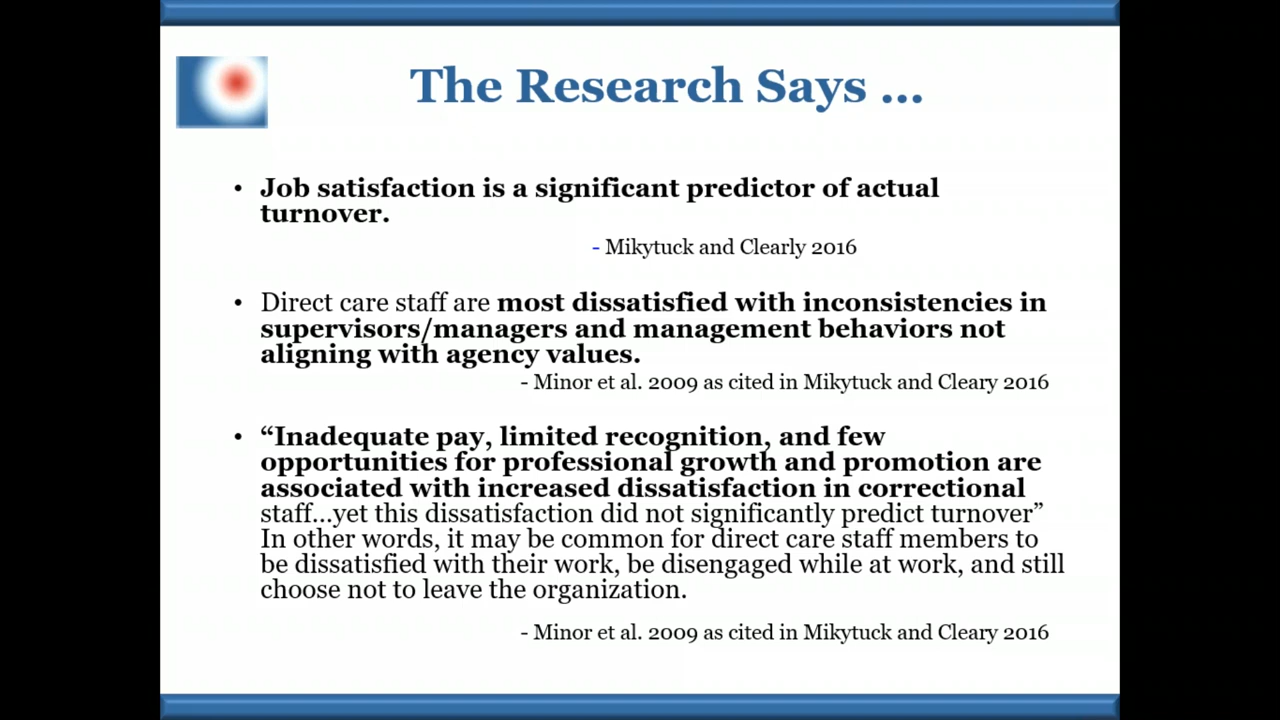 The Research Says ...
• Job satisfaction is a significant predictor of actual
turnover.
- Mikytuck and Clearly 2016
• Direct care staff are most dissatisfied with inconsistencies in
supervisors/managers and management behaviors not
aligning with agency values.
- Minor et al. 2009 as cited in Mikytuck and Cleary 2016
• “Inadequate pay, limited recognition, and few
opportunities for professional growth and promotion are
associated with increased dissatisfaction in correctional
staff...yet this dissatisfaction did not significantly predict turnover”
In other words, it may be common for direct care staff members to
be dissatisfied with their work, be disengaged while at work, and still
choose not to leave the organization.
- Minor et al. 2009 as cited in Mikytuck and Cleary 2016